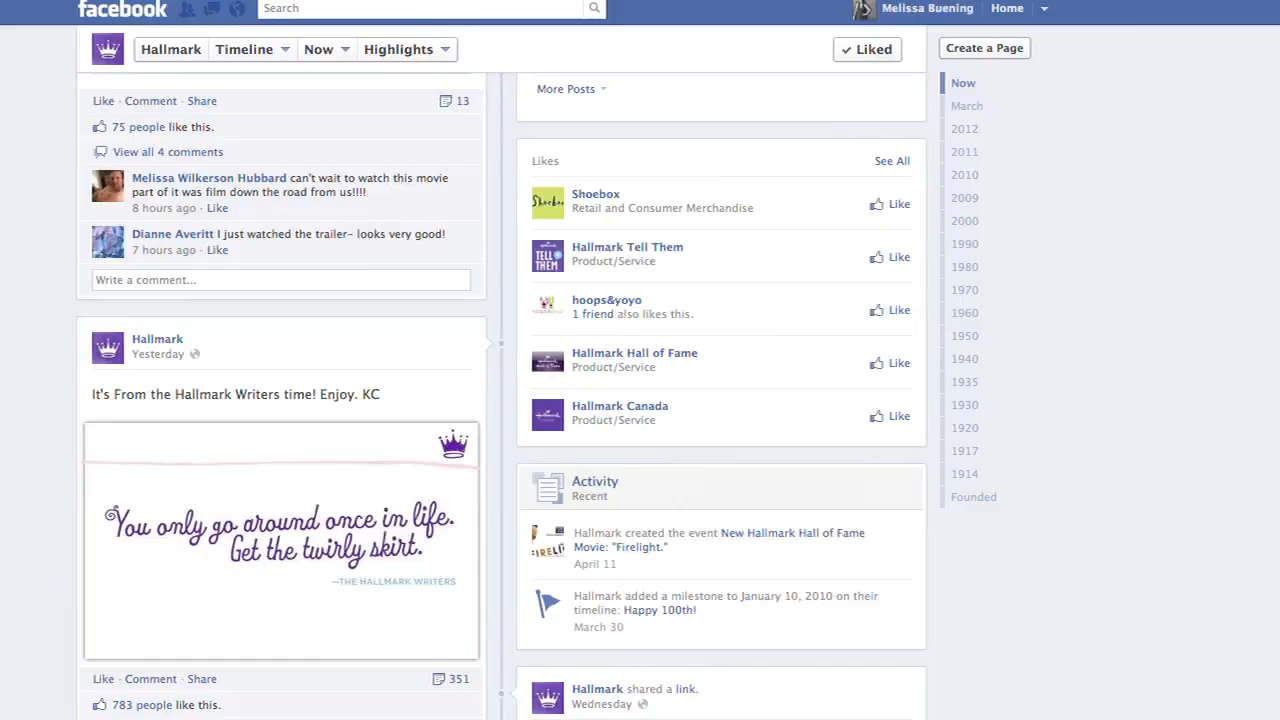 facebook
Search
Melissa Buening
Home
Hallmark
Timeline
Now
Highlights
Liked
Create a Page
Like · Comment · Share
13
75 people like this.
View all 4 comments
Melissa Wilkerson Hubbard can't wait to watch this movie
part of it was film down the road from us!!!!
8 hours ago · Like
Dianne Averitt I just watched the trailer- looks very good!
7 hours ago · Like
Write a comment...
Hallmark
Yesterday
It's From the Hallmark Writers time! Enjoy. KC
You only go around once in life.
Get the twirly skirt.
—THE HALLMARK WRITERS
Like · Comment · Share
351
783 people like this.
More Posts
Likes
See All
Shoebox
Shoebox
Retail and Consumer Merchandise
Like
TELL
THEM
Hallmark Tell Them
Product/Service
Like
hoops&yoyo
1 friend also likes this.
Like
Hallmark Hall of Fame
Product/Service
Like
Hallmark Canada
Product/Service
Like
Activity
Recent
Hallmark created the event New Hallmark Hall of Fame
Movie: "Firelight."
April 11
Hallmark added a milestone to January 10, 2010 on their
timeline: Happy 100th!
March 30
Hallmark shared a link.
Wednesday
Now
March
2012
2011
2010
2009
2000
1990
1980
1970
1960
1950
1940
1935
1930
1920
1917
1914
Founded